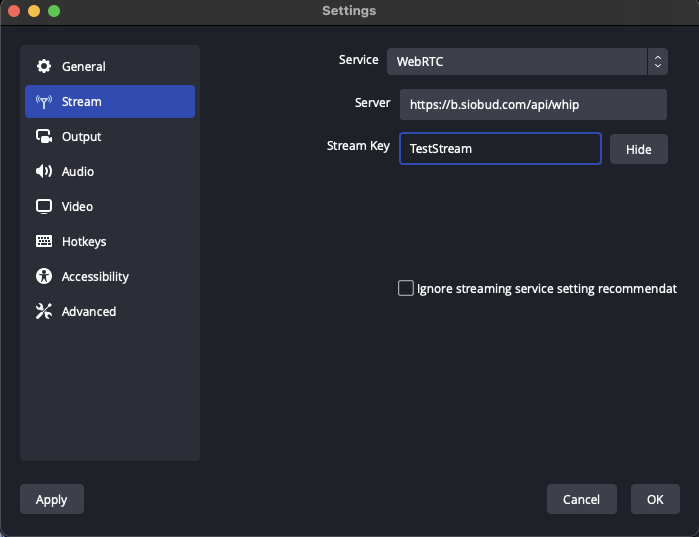 Settings
General
Stream
Output
Audio
Video
Hotkeys
Accessibility
Advanced
Service WebRTC
Server https://b.siobud.com/api/whip
Stream Key TestStream Hide
Ignore streaming service setting recommendat
Apply Cancel OK